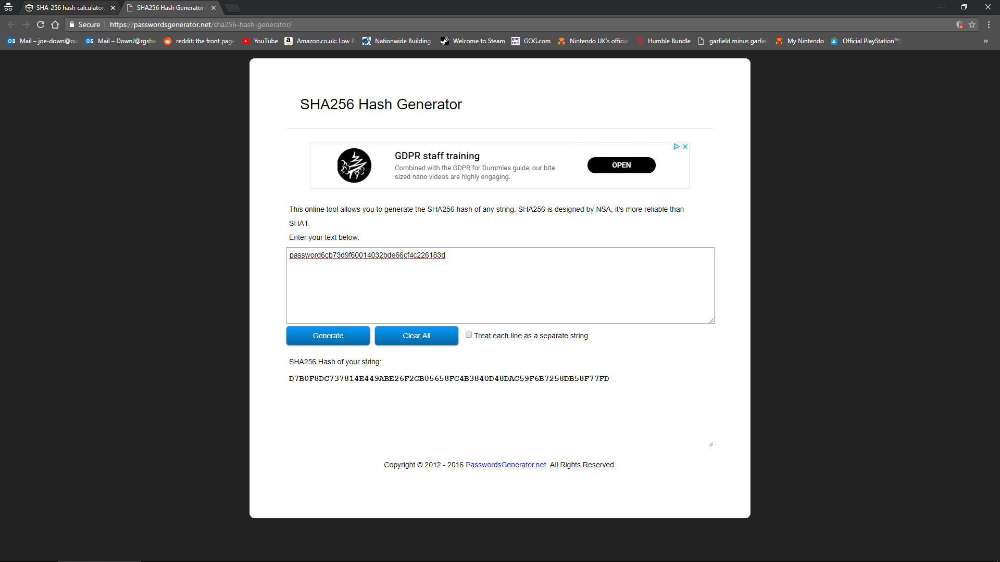 SHA-256 hash calculator.
SHA256 Hash Generator
Secure
https://passwordsgenerator.net/sha256-hash-generator/
Mail – joe-down@ou
Mail – DownJ@rgshw
reddit: the front page
YouTube
Amazon.co.uk: Low P
Nationwide Building
Welcome to Steam
GOG.com
Nintendo UK's official
Humble Bundle
garfield minus garfiel
My Nintendo
Official PlayStation™S
»
SHA256 Hash Generator
GDPR staff training
Combined with the GDPR for Dummies guide, our bite
sized nano videos are highly engaging.
OPEN
This online tool allows you to generate the SHA256 hash of any string. SHA256 is designed by NSA, it's more reliable than
SHA1.
Enter your text below:
password6cb73d9f60014032bde66cf4c226183d
Generate
Clear All
Treat each line as a separate string
SHA256 Hash of your string:
D7B0F8DC737814E449ABE26F2CB05658FC4B3840D48DAC59F6B7258DB58F77FD
Copyright © 2012 - 2016 PasswordsGenerator.net. All Rights Reserved.